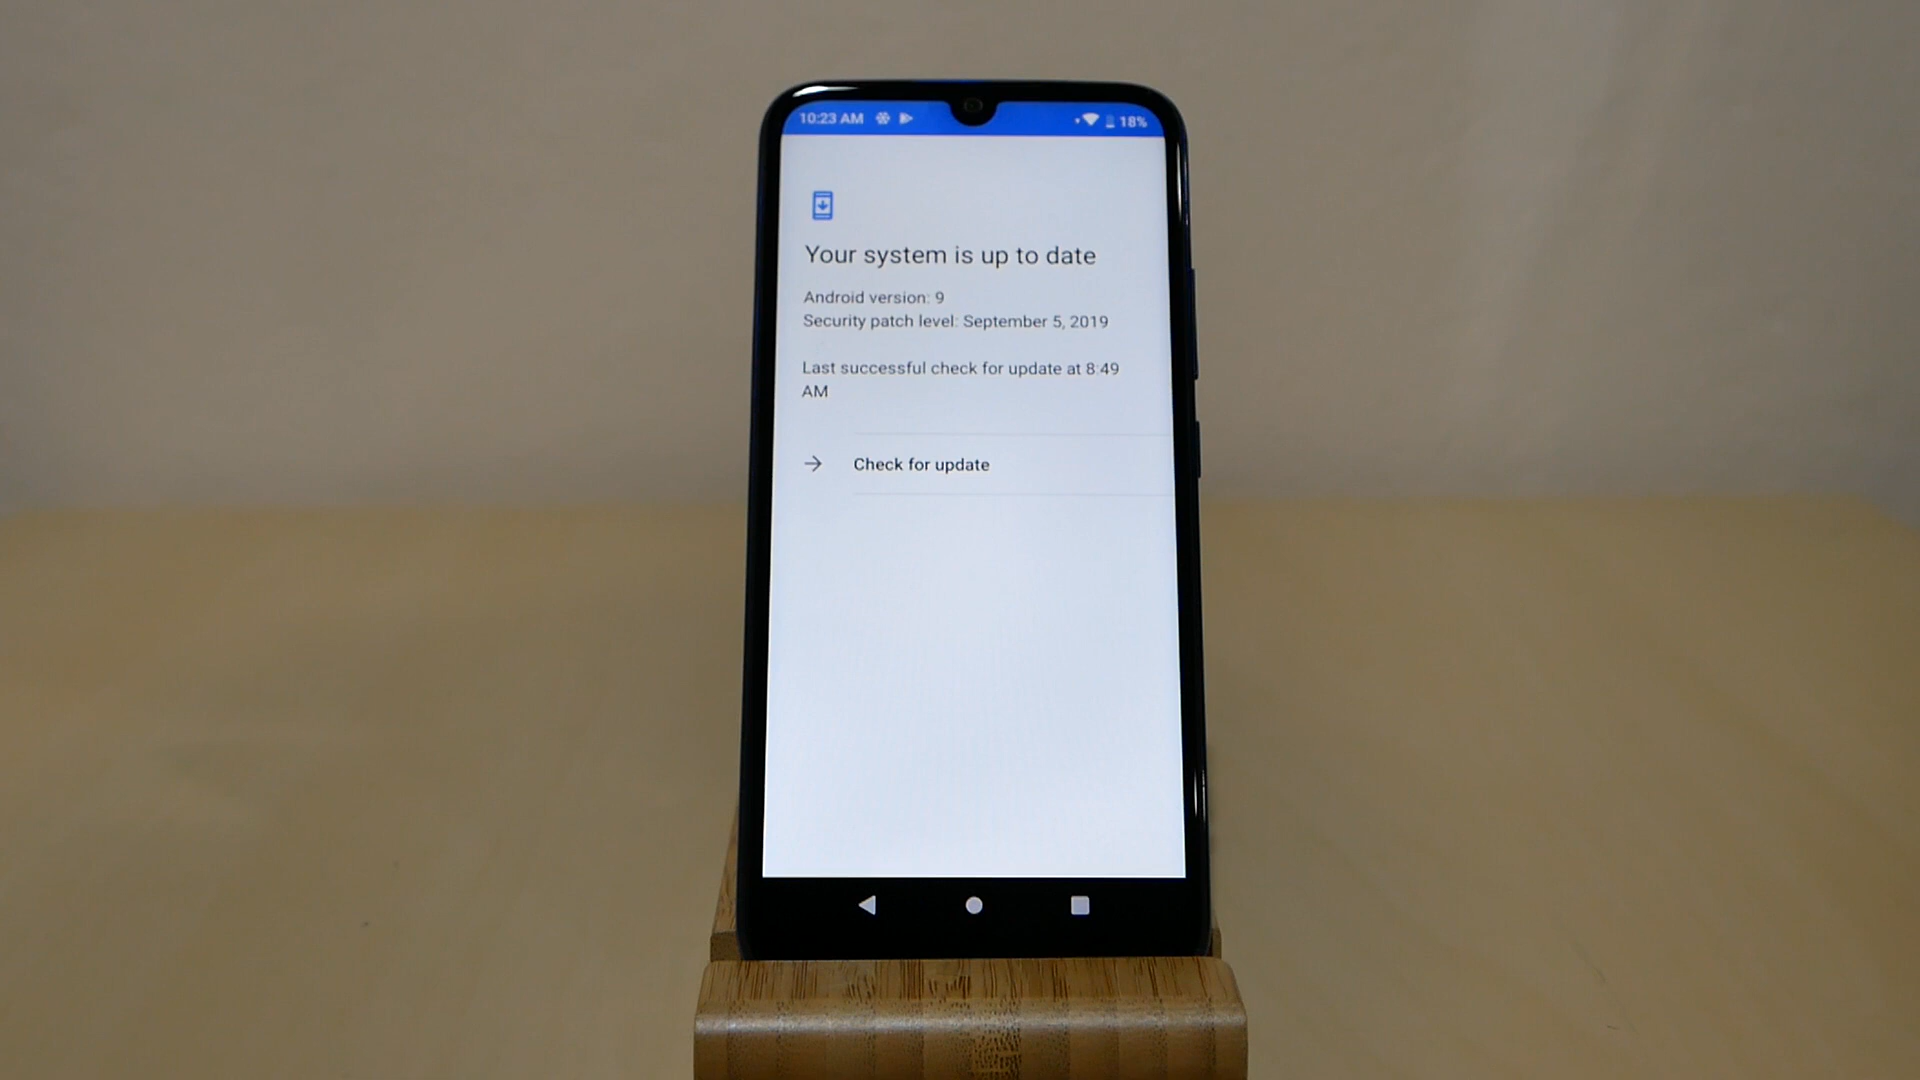 10:23 AM 18%
Your system is up to date
Android version: 9
Security patch level: September 5, 2019
Last successful check for update at 8:49
AM
Check for update